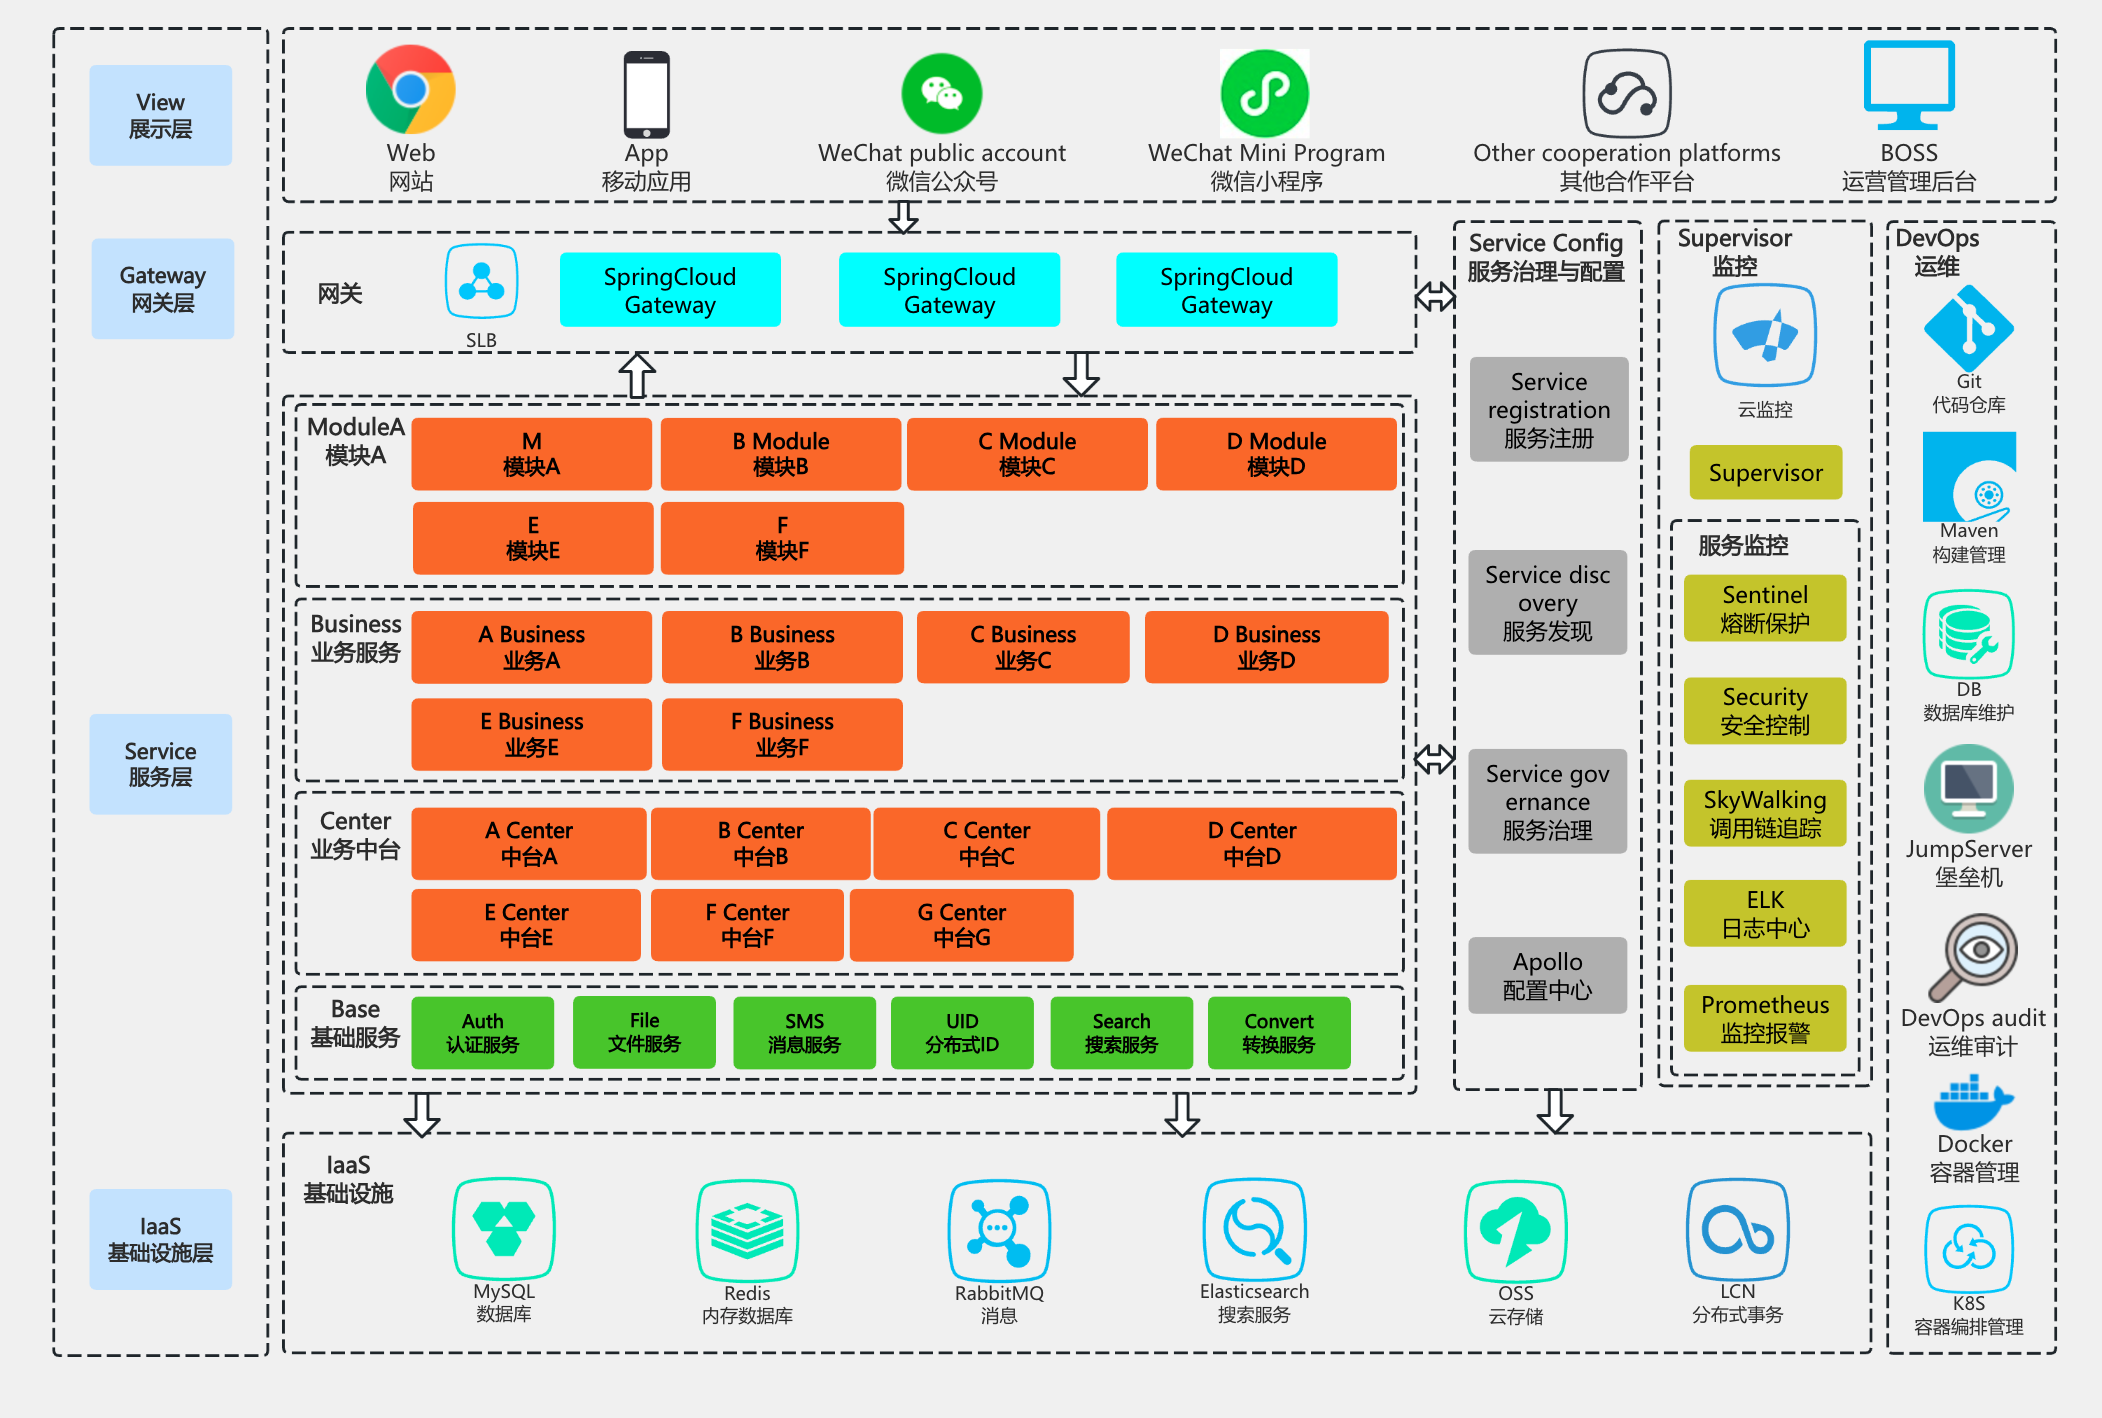 View
展示层
Gateway
网关层
Service
服务层
IaaS
基础设施层
Web
网站
App
移动应用
WeChat public account
微信公众号
WeChat Mini Program
微信小程序
Other cooperation platforms
其他合作平台
BOSS
运营管理后台
网关
SLB
SpringCloud
Gateway
SpringCloud
Gateway
SpringCloud
Gateway
ModuleA
模块A
M
模块A
B Module
模块B
C Module
模块C
D Module
模块D
E
模块E
F
模块F
Business
业务服务
A Business
业务A
B Business
业务B
C Business
业务C
D Business
业务D
E Business
业务E
F Business
业务F
Center
业务中台
A Center
中台A
B Center
中台B
C Center
中台C
D Center
中台D
E Center
中台E
F Center
中台F
G Center
中台G
Base
基础服务
Auth
认证服务
File
文件服务
SMS
消息服务
UID
分布式ID
Search
搜索服务
Convert
转换服务
Service Config
服务治理与配置
Service
registration
服务注册
Service disc
overy
服务发现
Service gov
ernance
服务治理
Apollo
配置中心
Supervisor
监控
云监控
Supervisor
服务监控
Sentinel
熔断保护
Security
安全控制
SkyWalking
调用链追踪
ELK
日志中心
Prometheus
监控报警
DevOps
运维
Git
代码仓库
Maven
构建管理
DB
数据库维护
JumpServer
堡垒机
DevOps audit
运维审计
Docker
容器管理
K8S
容器编排管理
IaaS
基础设施
MySQL
数据库
Redis
内存数据库
RabbitMQ
消息
Elasticsearch
搜索服务
OSS
云存储
LCN
分布式事务